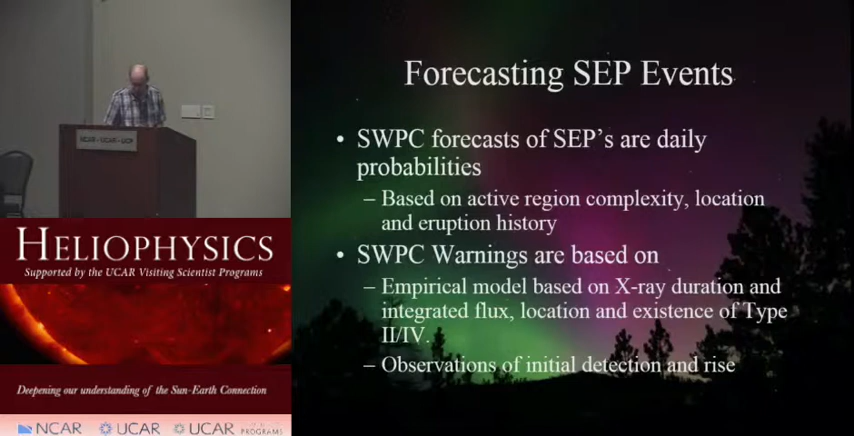 Forecasting SEP Events
• SWPC forecasts of SEP's are daily
probabilities
– Based on active region complexity, location
and eruption history
• SWPC Warnings are based on
– Empirical model based on X-ray duration and
integrated flux, location and existence of Type
II/IV.
– Observations of initial detection and rise
HELIOPHYSICS
Supported by the UCAR Visiting Scientist Programs
Deepening our understanding of the Sun-Earth Connection
NCAR UCAR UCAR PROGRAMS